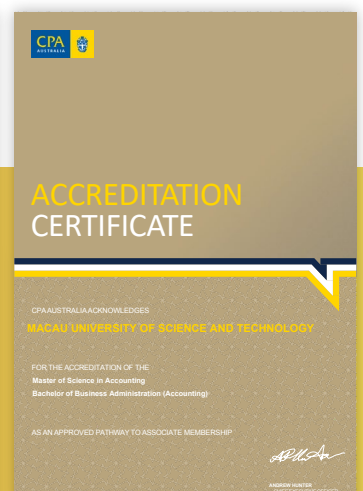 CPA
AUSTRALIA
ACCREDITATION
CERTIFICATE
CPA AUSTRALIA ACKNOWLEDGES
MACAU UNIVERSITY OF SCIENCE AND TECHNOLOGY
FOR THE ACCREDITATION OF THE
Master of Science in Accounting
Bachelor of Business Administration (Accounting)
AS AN APPROVED PATHWAY TO ASSOCIATE MEMBERSHIP
ANDREW HUNTER